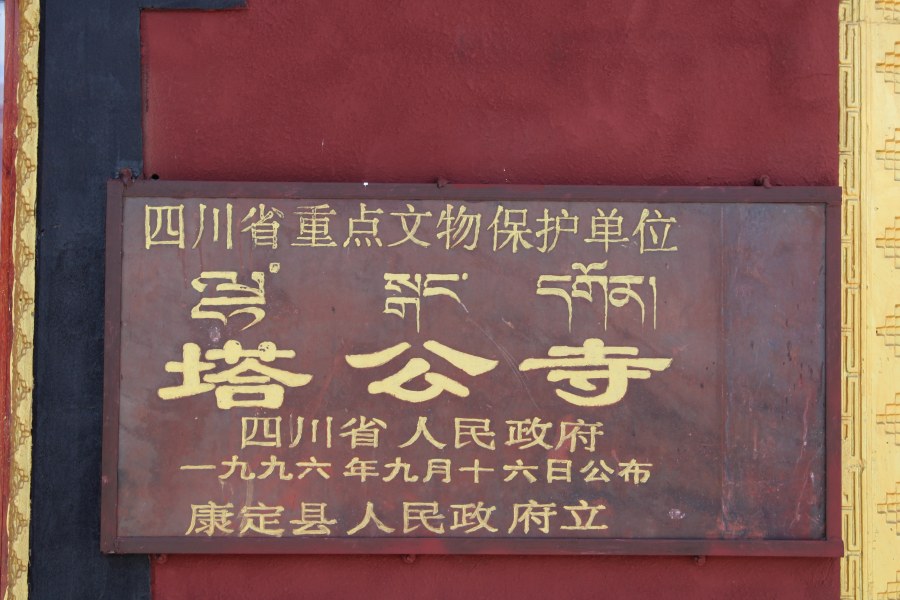 四川省重点文物保护单位
ལྷ་ སྒང་ དགོན།
塔公寺
四川省人民政府
一九九六年九月十六日公布
康定县人民政府立